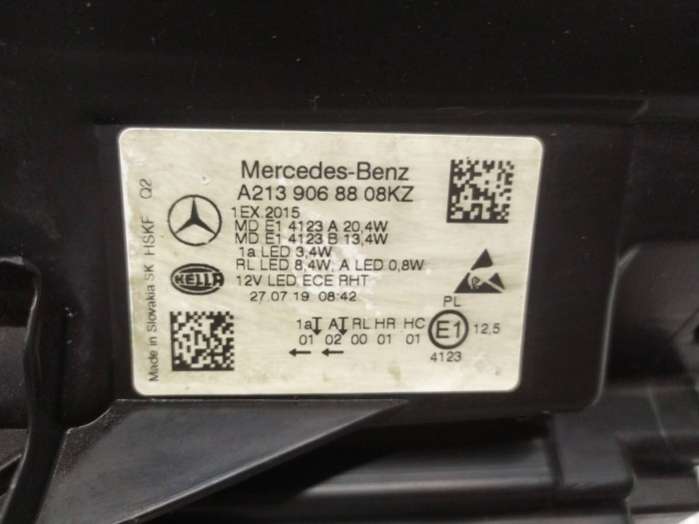 Mercedes-Benz
A213 906 88 08KZ
1EX.2015
MD E1 4123 A 20,4W
MD E1 4123 B 13,4W
1a LED 3,4W
RL LED 8,4W, A LED 0,8W
12V LED ECE RHT
27.07.19 08:42
HELLA
Made in Slovakia SK HSKF Q2
1a A RL HR HC
01 02 00 01 01
PL
E1 12,5
4123